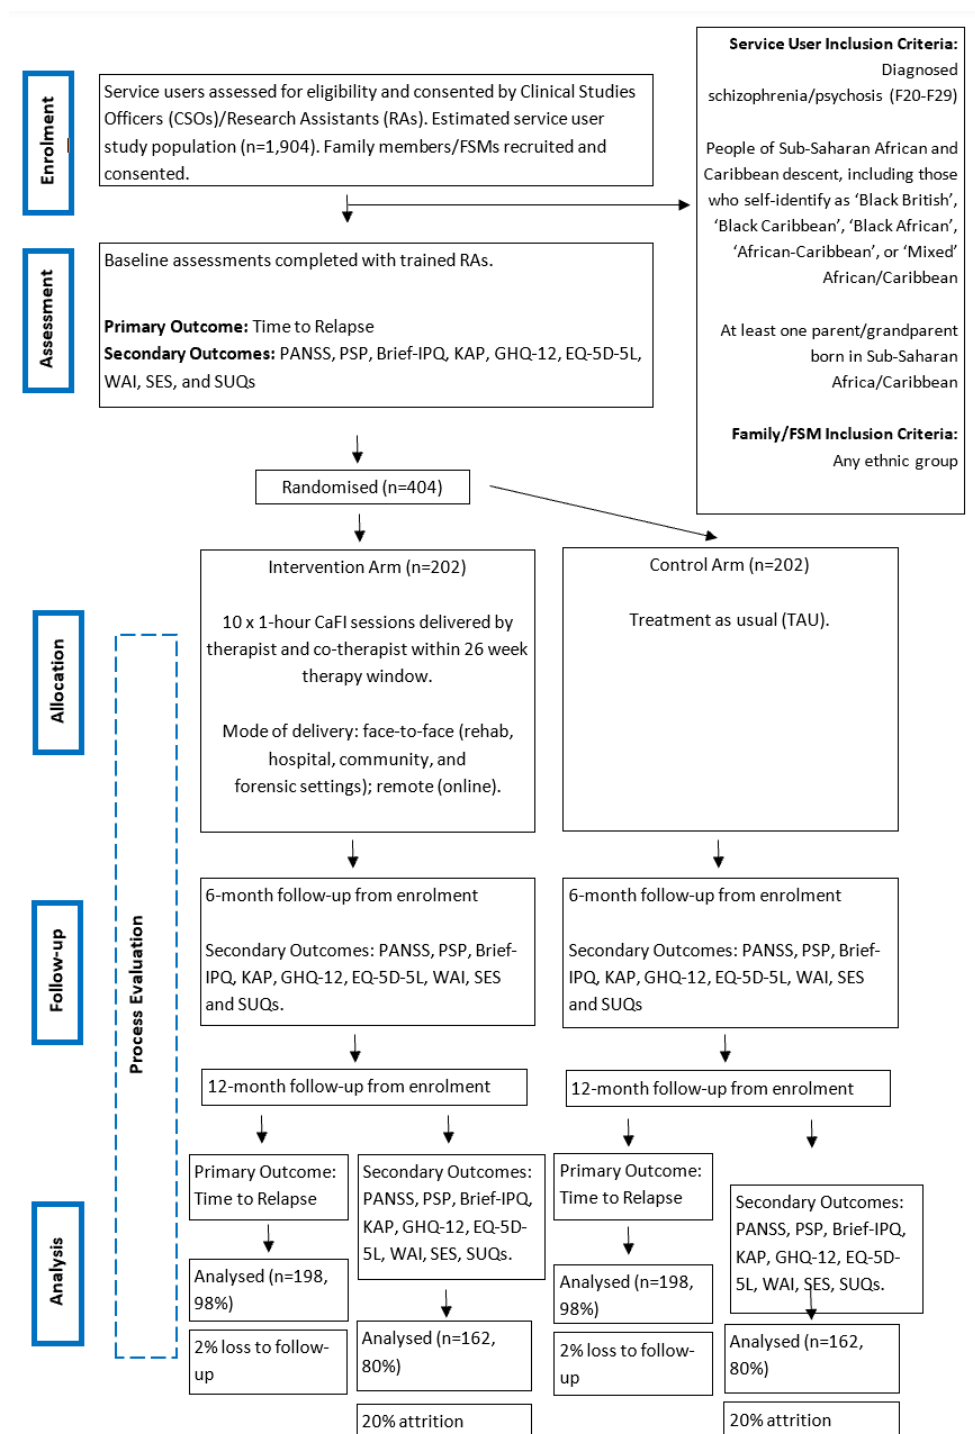 Service User Inclusion Criteria:
Diagnosed
schizophrenia/psychosis (F20-F29)
People of Sub-Saharan African and
Caribbean descent, including those
who self-identify as ‘Black British’,
‘Black Caribbean’, ‘Black African’,
‘African-Caribbean’, or ‘Mixed’
African/Caribbean
At least one parent/grandparent
born in Sub-Saharan
Africa/Caribbean
Family/FSM Inclusion Criteria:
Any ethnic group
Enrolment
Service users assessed for eligibility and consented by Clinical Studies
Officers (CSOs)/Research Assistants (RAs). Estimated service user
study population (n=1,904). Family members/FSMs recruited and
consented.
Assessment
Baseline assessments completed with trained RAs.
Primary Outcome: Time to Relapse
Secondary Outcomes: PANSS, PSP, Brief-IPQ, KAP, GHQ-12, EQ-5D-5L,
WAI, SES, and SUQs
Randomised (n=404)
Allocation
Process Evaluation
Intervention Arm (n=202)
10 x 1-hour CaFI sessions delivered by
therapist and co-therapist within 26 week
therapy window.
Mode of delivery: face-to-face (rehab,
hospital, community, and
forensic settings); remote (online).
Control Arm (n=202)
Treatment as usual (TAU).
Follow-up
6-month follow-up from enrolment
Secondary Outcomes: PANSS, PSP, Brief-
IPQ, KAP, GHQ-12, EQ-5D-5L, WAI, SES
and SUQs.
6-month follow-up from enrolment
Secondary Outcomes: PANSS, PSP, Brief-
IPQ, KAP, GHQ-12, EQ-5D-5L, WAI, SES
and SUQs
12-month follow-up from enrolment
12-month follow-up from enrolment
Analysis
Primary Outcome:
Time to Relapse
Analysed (n=198,
98%)
2% loss to follow-
up
Secondary Outcomes:
PANSS, PSP, Brief-IPQ,
KAP, GHQ-12, EQ-5D-
5L, WAI, SES, SUQs.
Analysed (n=162,
80%)
20% attrition
Primary Outcome:
Time to Relapse
Analysed (n=198,
98%)
2% loss to follow-
up
Secondary Outcomes:
PANSS, PSP, Brief-IPQ,
KAP, GHQ-12, EQ-5D-
5L, WAI, SES, SUQs.
Analysed (n=162,
80%)
20% attrition